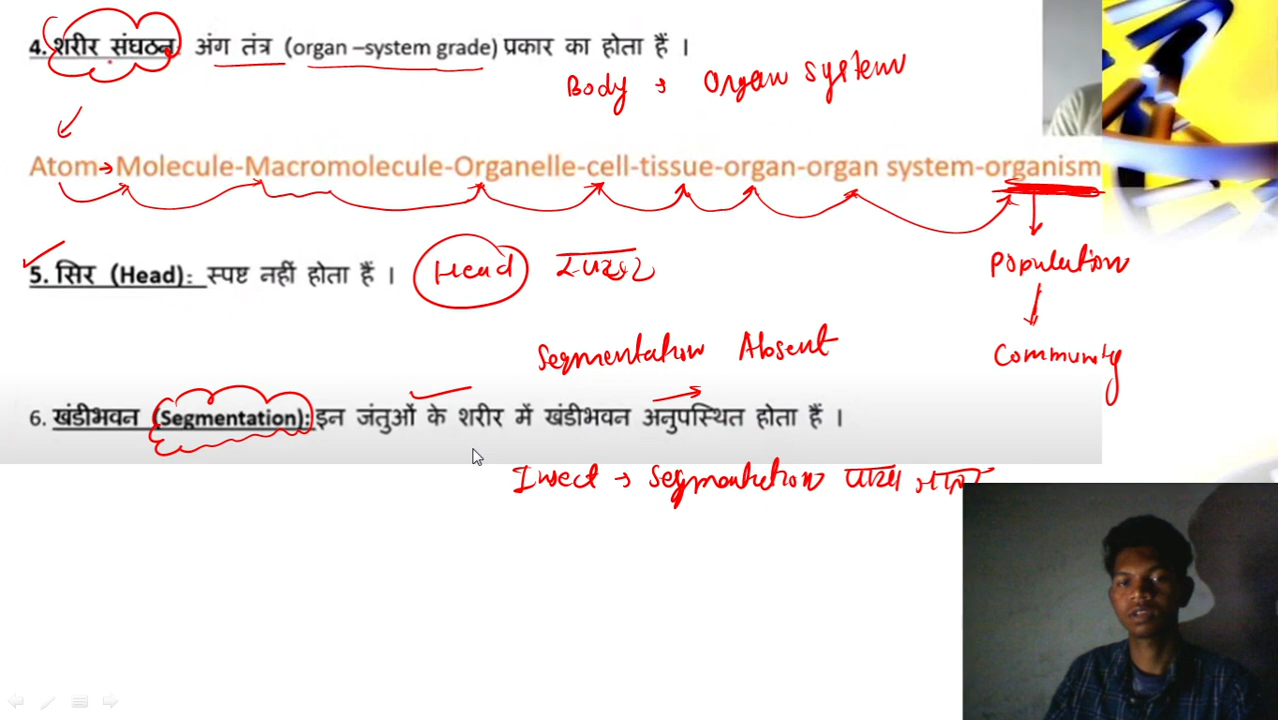 4. शरीर संघठन: अंग तंत्र (organ –system grade) प्रकार का होता हैं ।
Body → Organ system
Atom→Molecule-Macromolecule-Organelle-cell-tissue-organ-organ system-organism
5. सिर (Head): स्पष्ट नहीं होता हैं ।
Head
Population
Segmentation Absent
Community
6. खंडीभवन (Segmentation): इन जंतुओं के शरीर में खंडीभवन अनुपस्थित होता हैं ।
Insect → Segmentation पाया